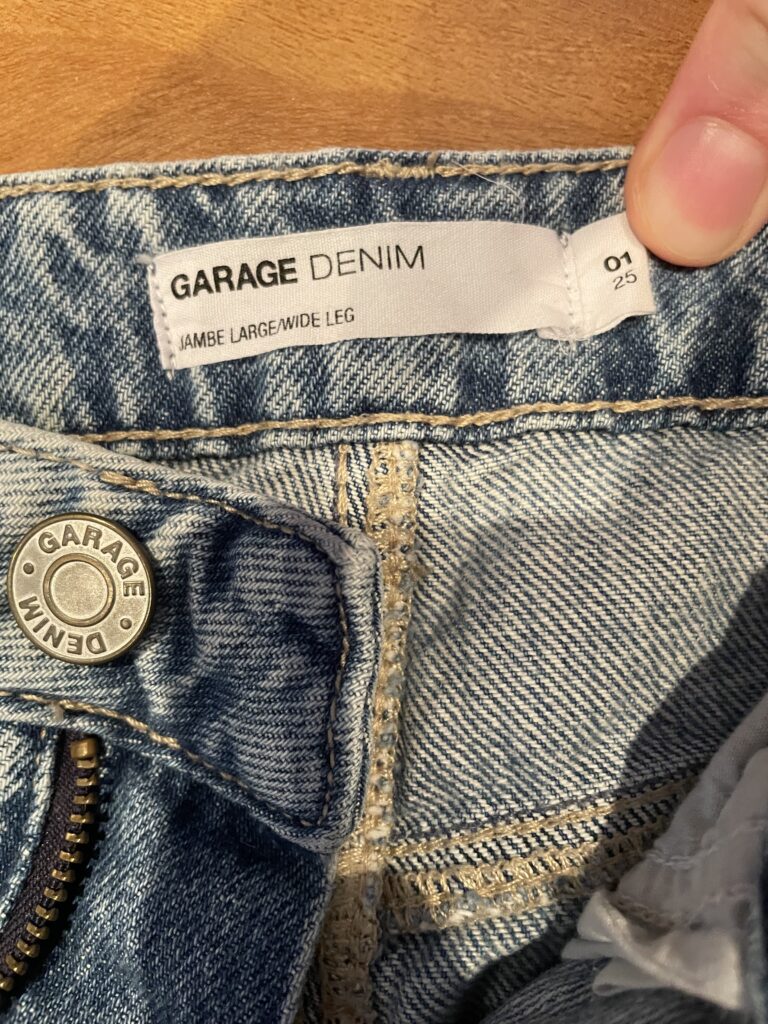 GARAGE DENIM
JAMBE LARGE/WIDE LEG
01
25
GARAGE
DENIM